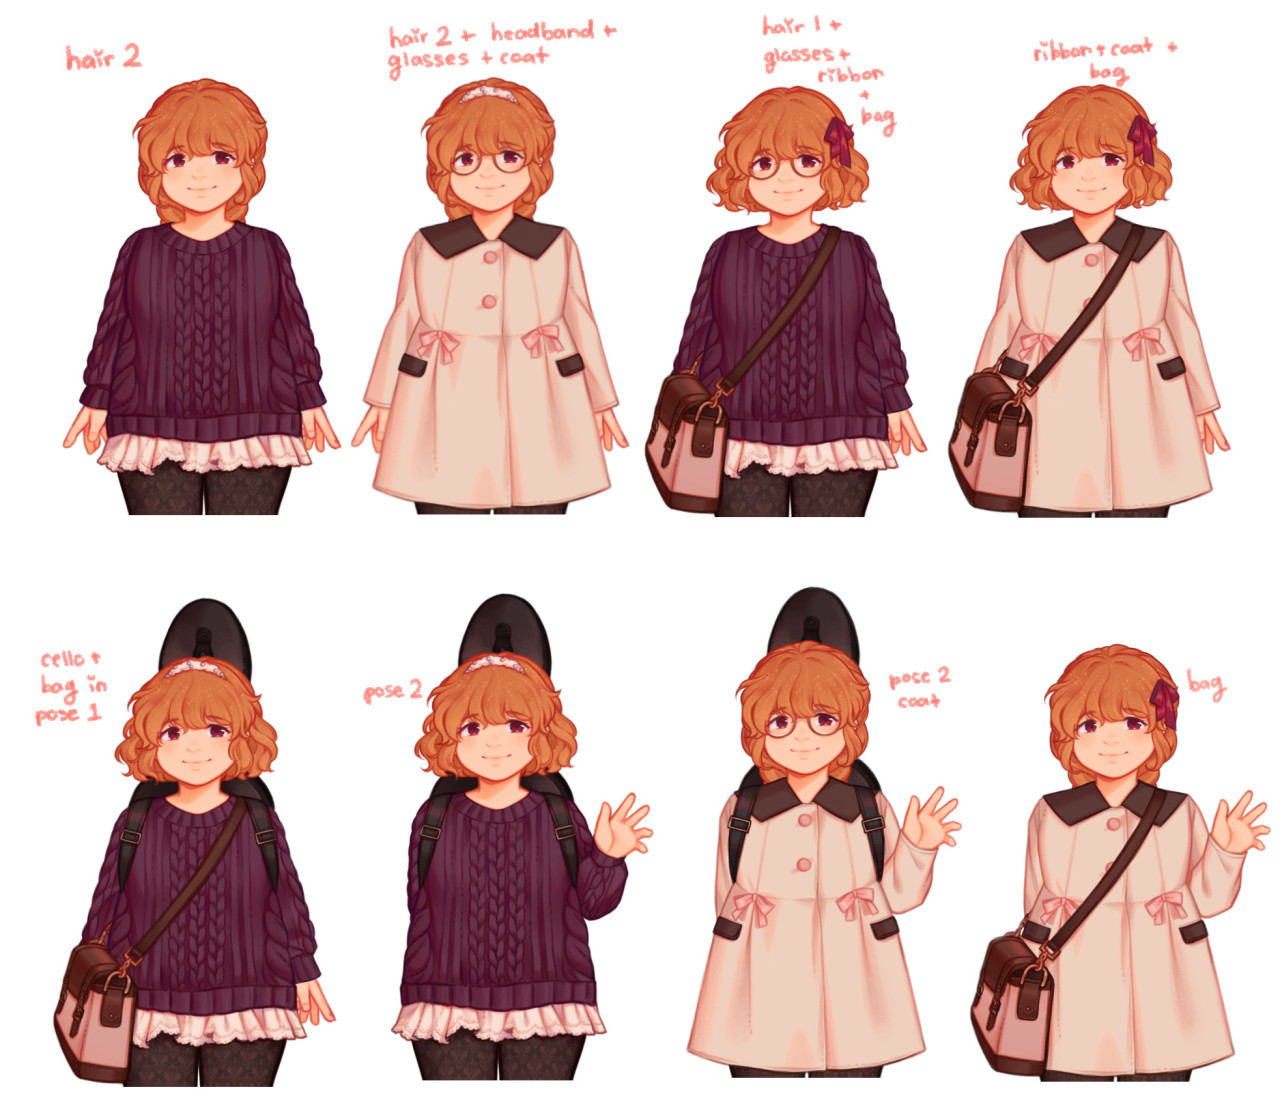 hair 2
hair 2 + headband +
glasses + coat
hair 1 +
glasses +
ribbon
+
bag
ribbon + coat +
bag
cello +
bag in
pose 1
pose 2
pose 2
coat
bag